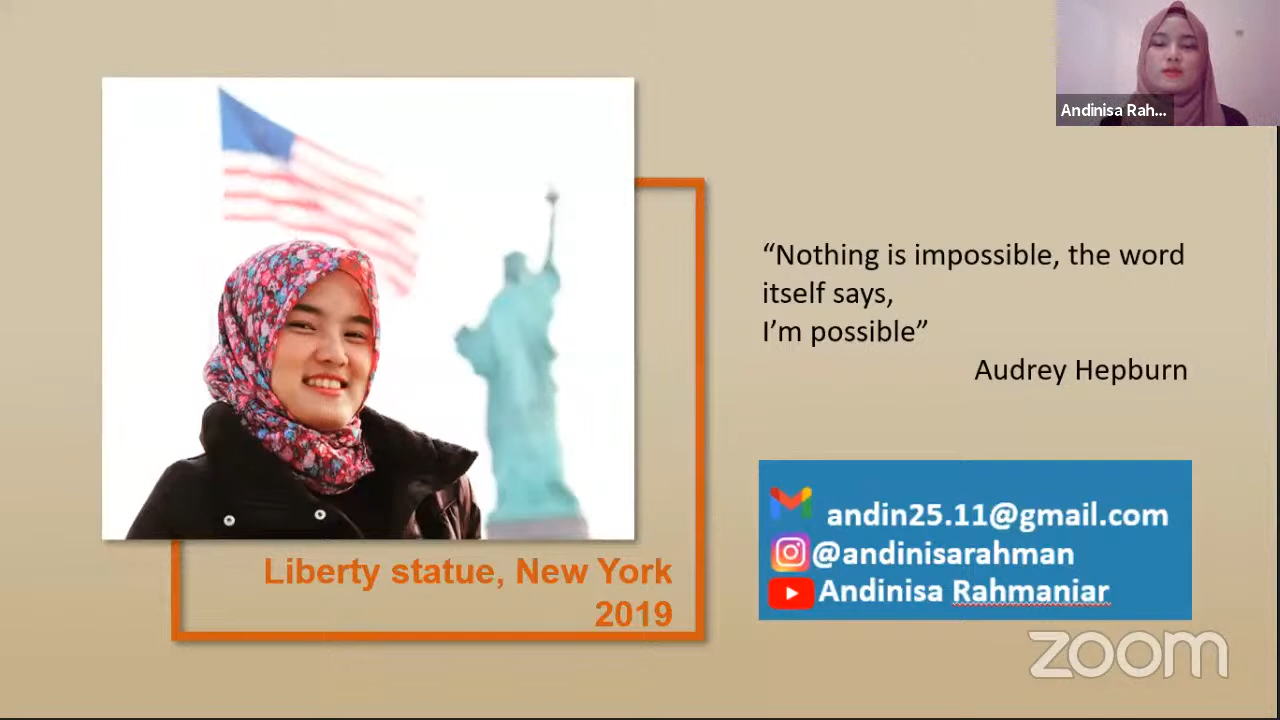 Andinisa Rah...
“Nothing is impossible, the word
itself says,
I’m possible”
Audrey Hepburn
andin25.11@gmail.com
@andinisarahman
Andinisa Rahmaniar
Liberty statue, New York
2019
zoom